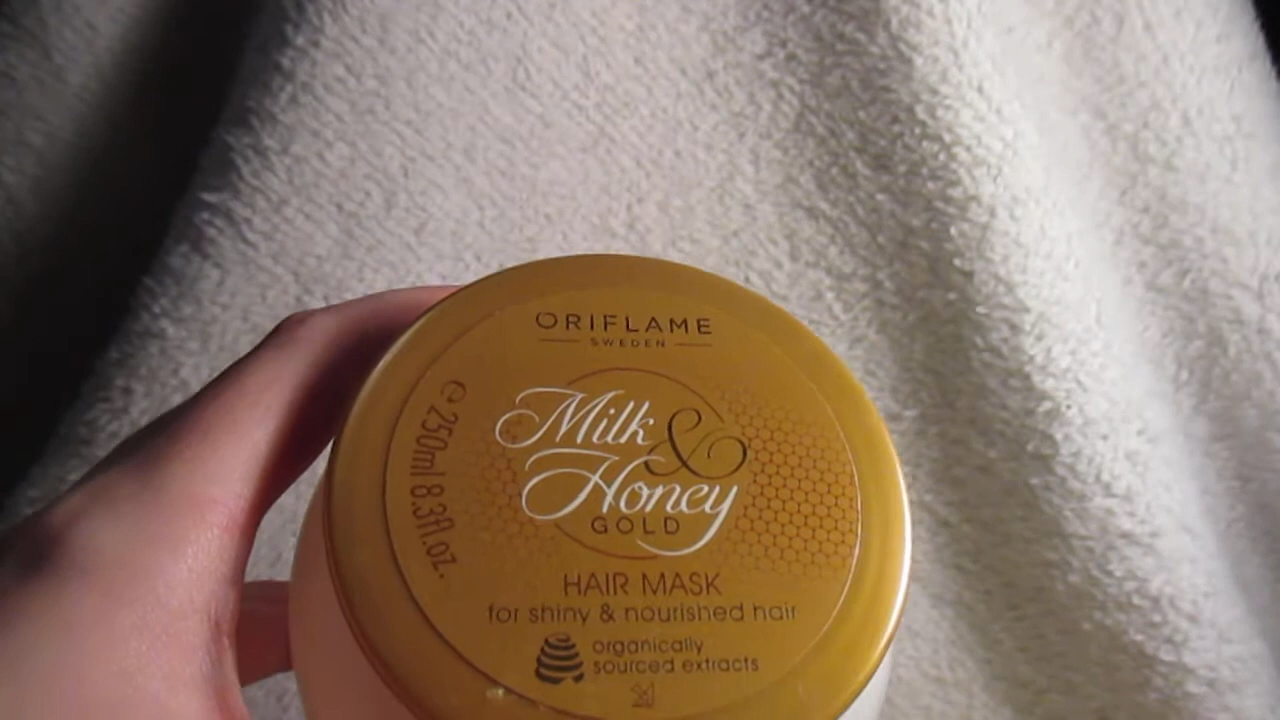 ORIFLAME
SWEDEN
Milk &
Honey
GOLD
HAIR MASK
for shiny & nourished hair
organically
sourced extracts
℮ 250ml 8.3fl.oz.